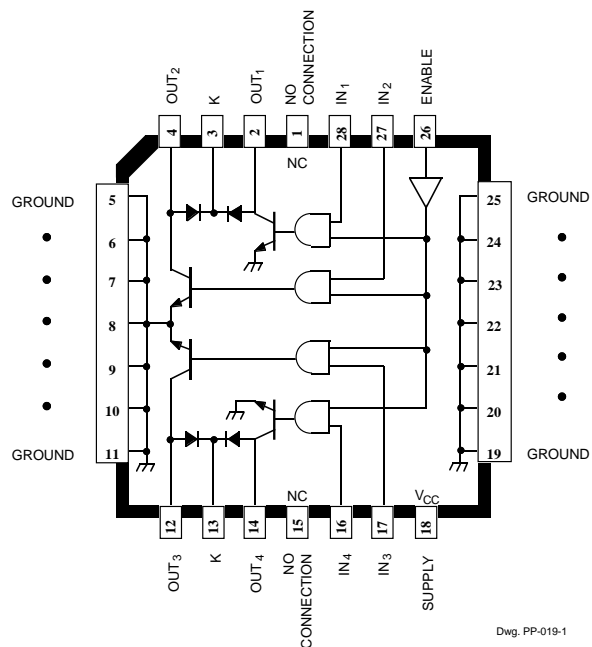 OUT2
K
OUT1
NO
CONNECTION
IN1
IN2
ENABLE
4
3
2
1
28
27
26
NC
GROUND
5
6
7
8
9
10
11
GROUND
25
GROUND
24
23
22
21
20
19
GROUND
NC
VCC
12
13
14
15
16
17
18
OUT3
K
OUT4
NO
CONNECTION
IN4
IN3
SUPPLY
Dwg. PP-019-1